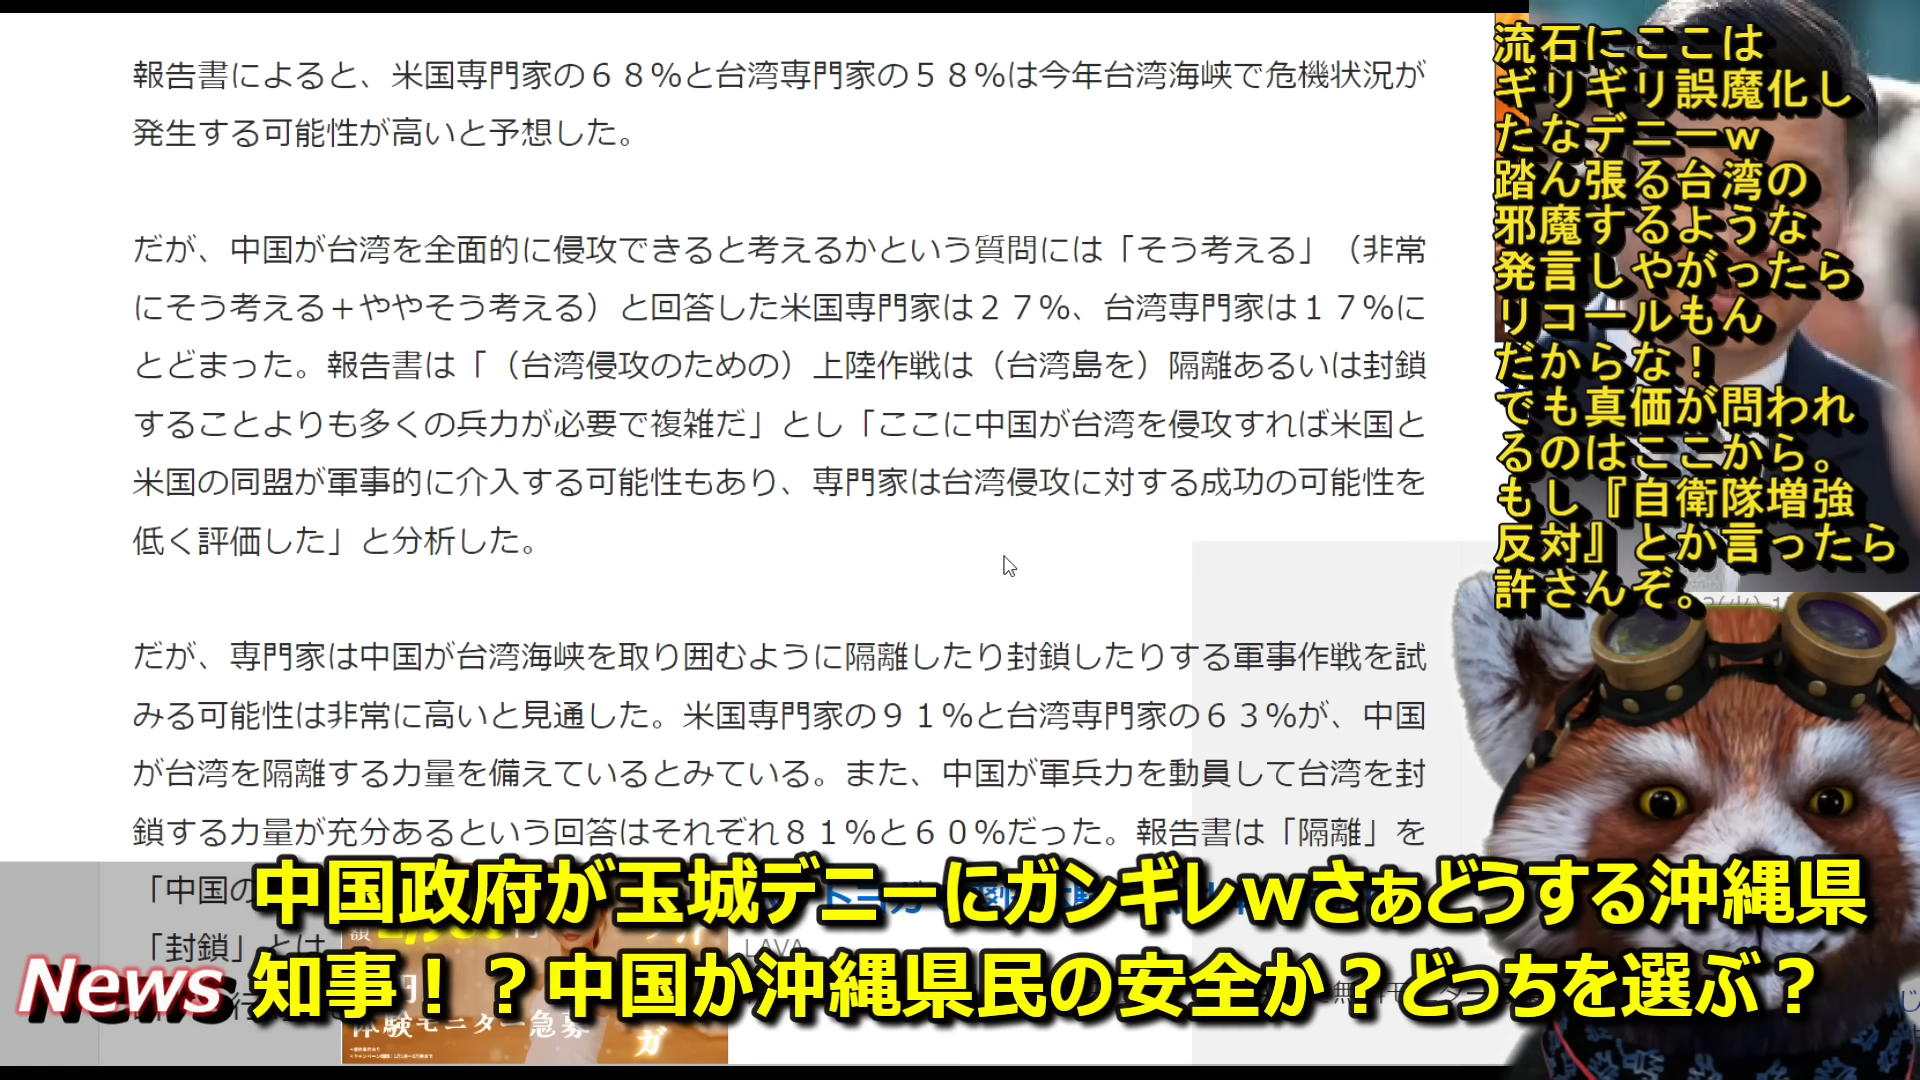 報告書によると、米国専門家の６８％と台湾専門家の５８％は今年台湾海峡で危機状況が
発生する可能性が高いと予想した。
だが、中国が台湾を全面的に侵攻できると考えるかという質問には「そう考える」（非常
にそう考える＋ややそう考える）と回答した米国専門家は２７％、台湾専門家は１７％に
とどまった。報告書は「（台湾侵攻のための）上陸作戦は（台湾島を）隔離あるいは封鎖
することよりも多くの兵力が必要で複雑だ」とし「ここに中国が台湾を侵攻すれば米国と
米国の同盟が軍事的に介入する可能性もあり、専門家は台湾侵攻に対する成功の可能性を
低く評価した」と分析した。
だが、専門家は中国が台湾海峡を取り囲むように隔離したり封鎖したりする軍事作戦を試
みる可能性は非常に高いと見通した。米国専門家の９１％と台湾専門家の６３％が、中国
が台湾を隔離する力量を備えているとみている。また、中国が軍兵力を動員して台湾を封
鎖する力量が充分あるという回答はそれぞれ８１％と６０％だった。報告書は「隔離」を
「中国の
「封鎖」とは
流石にここは
ギリギリ誤魔化し
たなデニーｗ
踏ん張る台湾の
邪魔するような
発言しやがったら
リコールもん
だからな！
でも真価が問われ
るのはここから。
もし『自衛隊増強
反対』とか言ったら
許さんぞ。
LAVA
体験モニター急募
News
中国政府が玉城デニーにガンギレｗさぁどうする沖縄県
知事！？中国か沖縄県民の安全か？どっちを選ぶ？